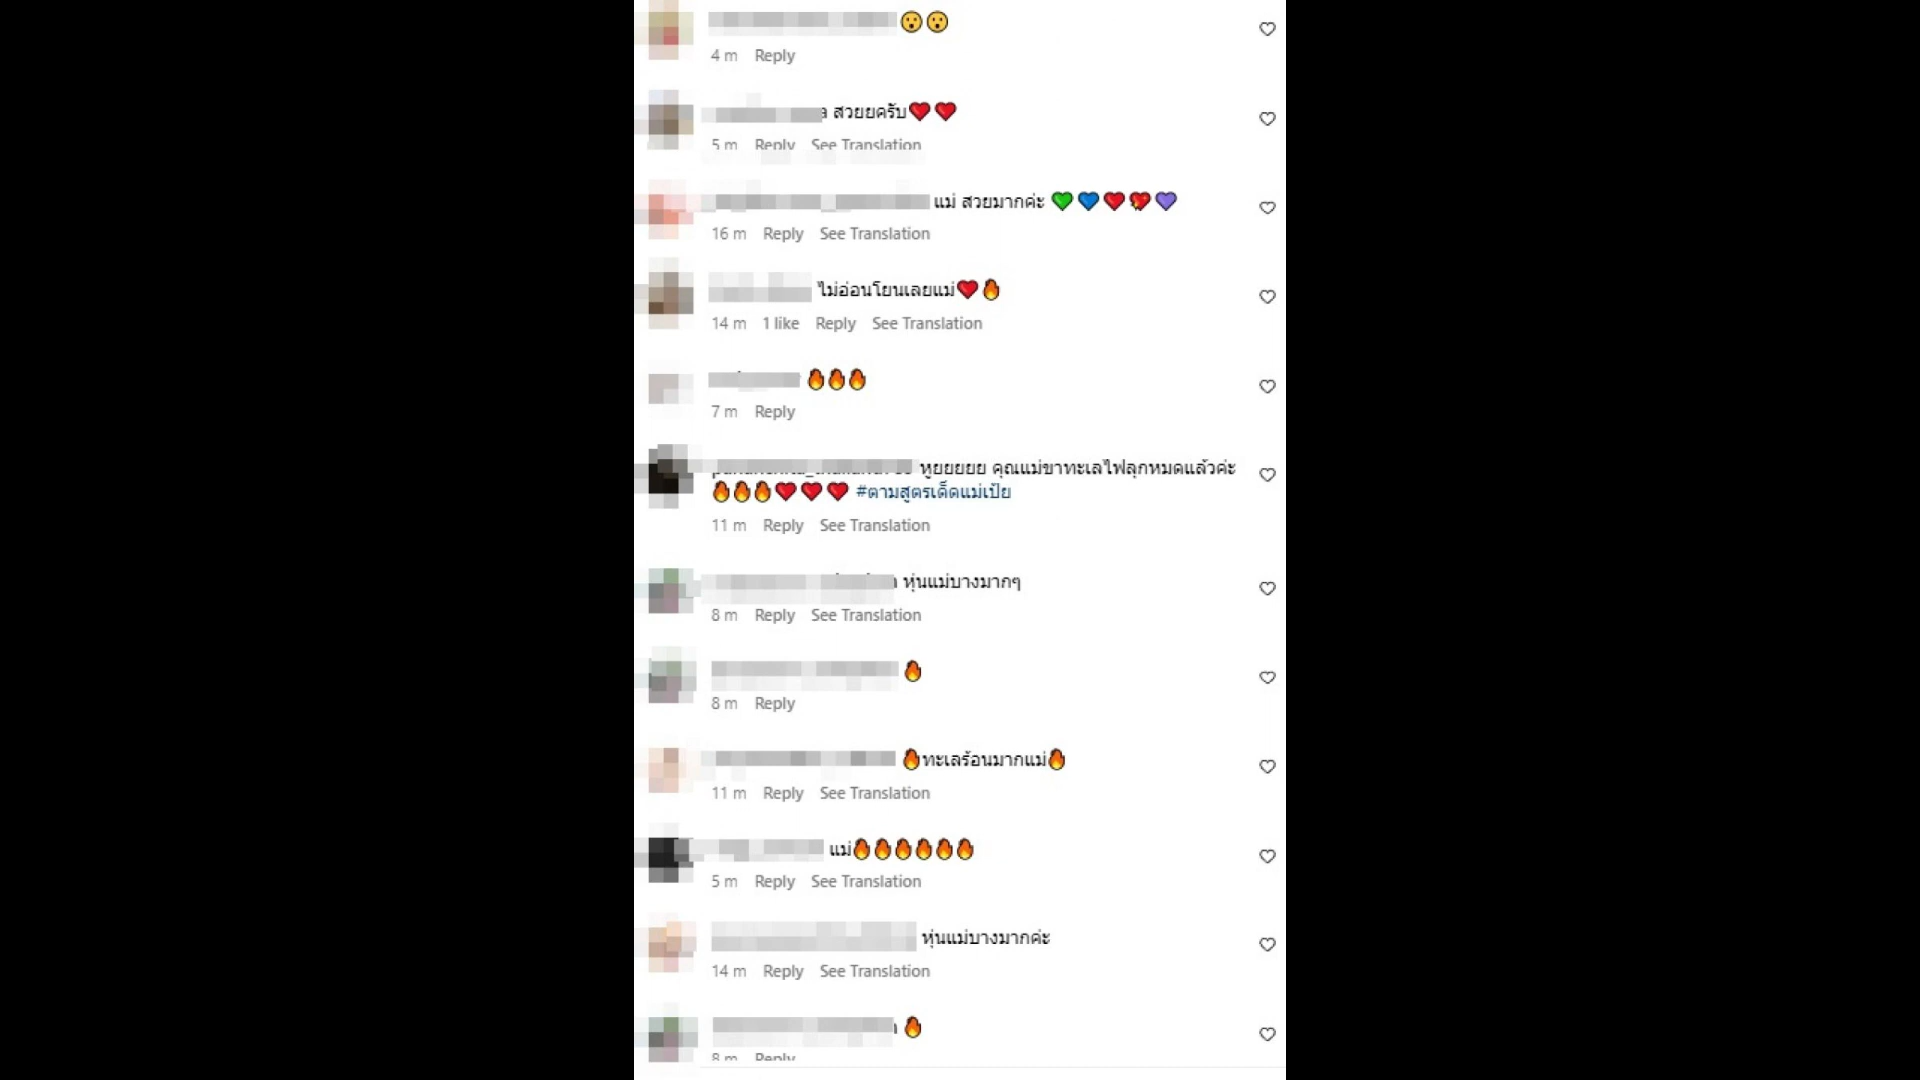 😮😮
4 m Reply
สวยยครับ❤️❤️
5 m Reply See Translation
แม่ สวยมากค่ะ 💚💙❤️💖💜
16 m Reply See Translation
ไม่อ่อนโยนเลยแม่❤️🔥
14 m 1 like Reply See Translation
🔥🔥🔥
7 m Reply
หูยยยยย คุณแม่ขาทะเลไฟลุกหมดแล้วค่ะ
🔥🔥🔥❤️❤️❤️ #ตามสูตรเด็ดแม่เป้ย
11 m Reply See Translation
หุ่นแม่บางมากๆ
8 m Reply See Translation
🔥
8 m Reply
🔥ทะเลร้อนมากแม่🔥
11 m Reply See Translation
แม่🔥🔥🔥🔥🔥🔥
5 m Reply See Translation
หุ่นแม่บางมากค่ะ
14 m Reply See Translation
🔥
8 m Reply